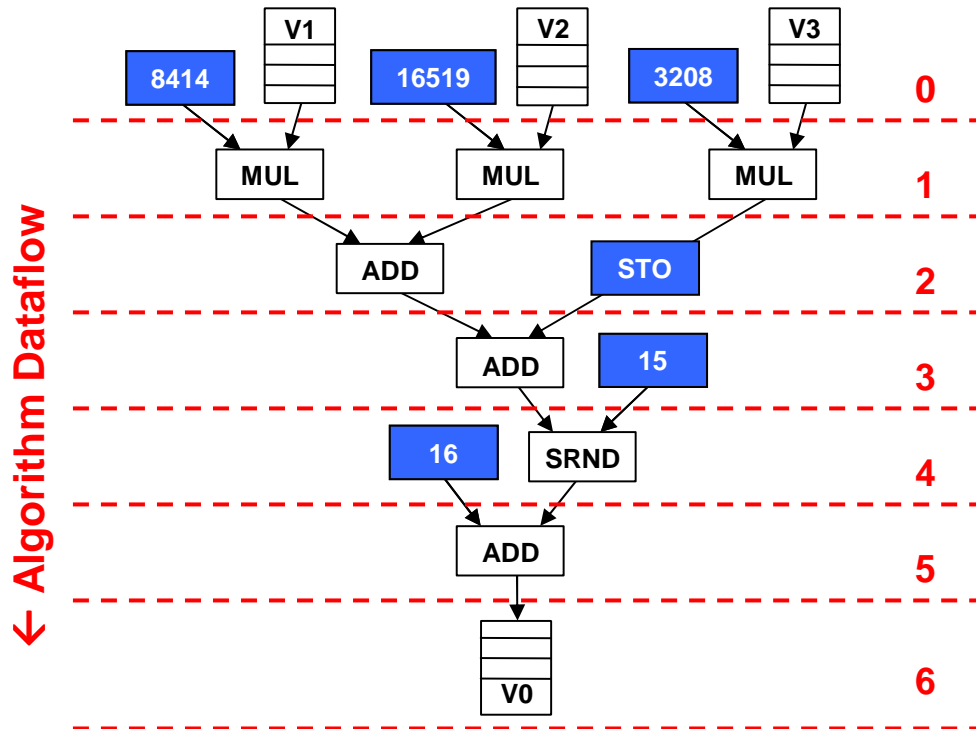 V1
V2
V3
8414
16519
3208
0
MUL
MUL
MUL
1
ADD
STO
2
ADD
15
3
16
SRND
4
ADD
5
V0
6
← Algorithm Dataflow